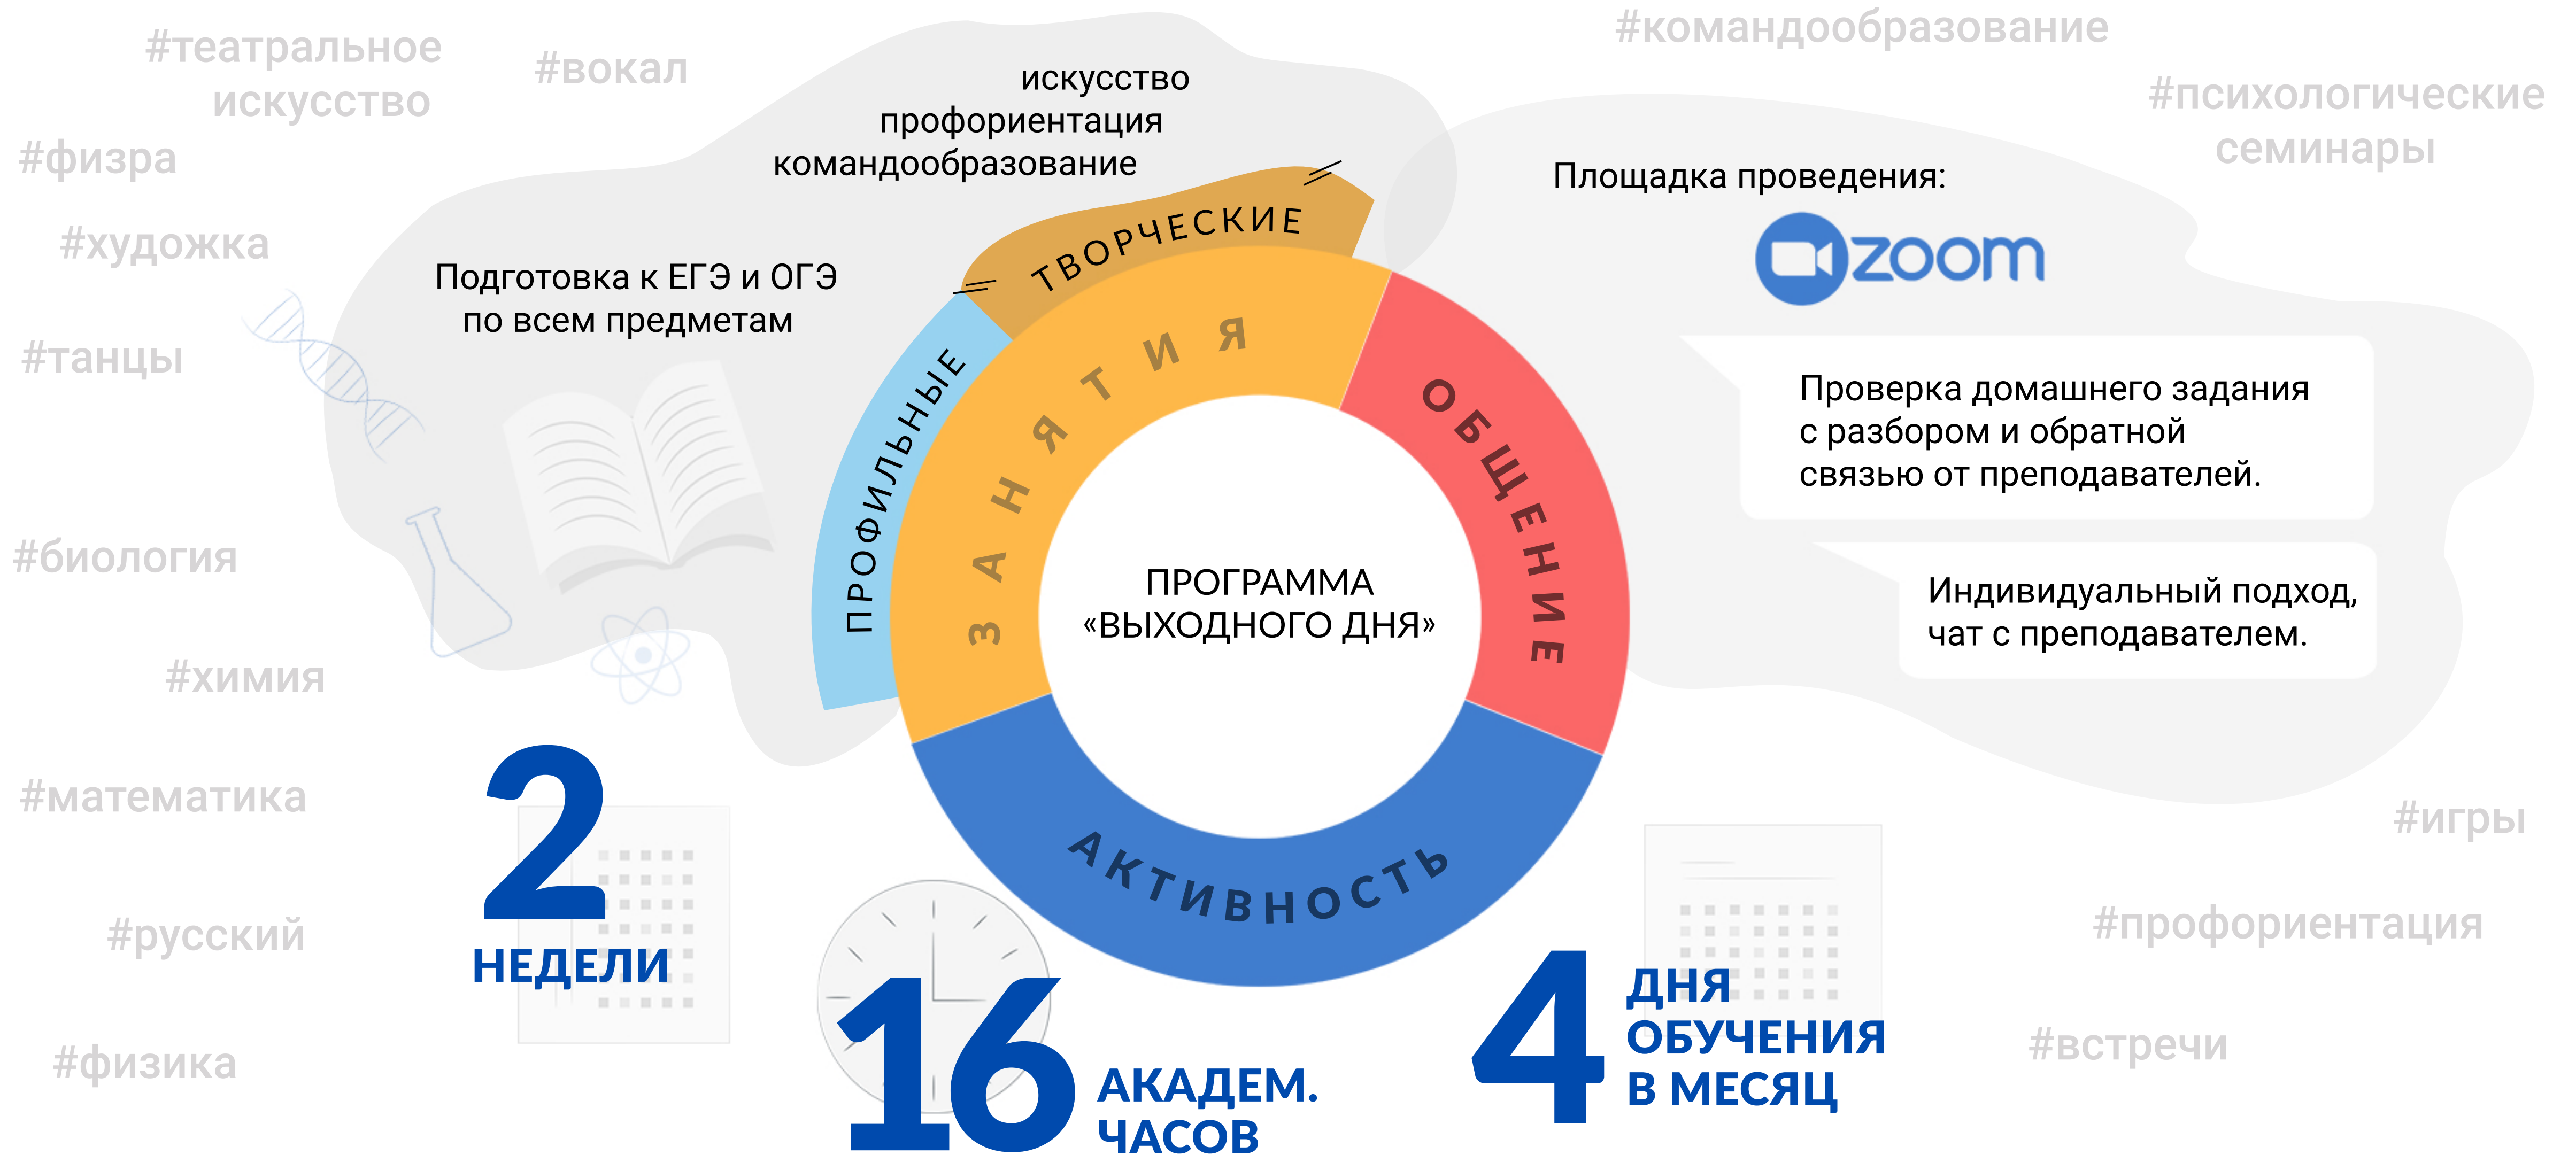 #театральное
искусство
#вокал
#физра
#художка
#танцы
#биология
#химия
#математика
#русский
#физика
искусство
профориентация
командообразование
Подготовка к ЕГЭ и ОГЭ
по всем предметам
ТВОРЧЕСКИЕ
ПРОФИЛЬНЫЕ
ЗАНЯТИЯ
ОБЩЕНИЕ
АКТИВНОСТЬ
ПРОГРАММА
«ВЫХОДНОГО ДНЯ»
#командообразование
#психологические
семинары
Площадка проведения:
zoom
Проверка домашнего задания
с разбором и обратной
связью от преподавателей.
Индивидуальный подход,
чат с преподавателем.
2
НЕДЕЛИ
16
АКАДЕМ.
ЧАСОВ
4
ДНЯ
ОБУЧЕНИЯ
В МЕСЯЦ
#игры
#профориентация
#встречи